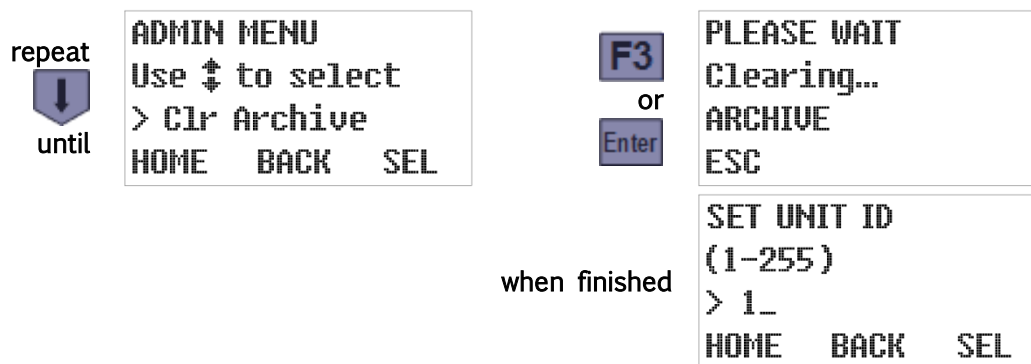 repeat
until
ADMIN MENU
Use ↕ to select
> Clr Archive
HOME BACK SEL
F3
or
Enter
PLEASE WAIT
Clearing…
ARCHIVE
ESC
when finished
SET UNIT ID
(1-255)
> 1_
HOME BACK SEL